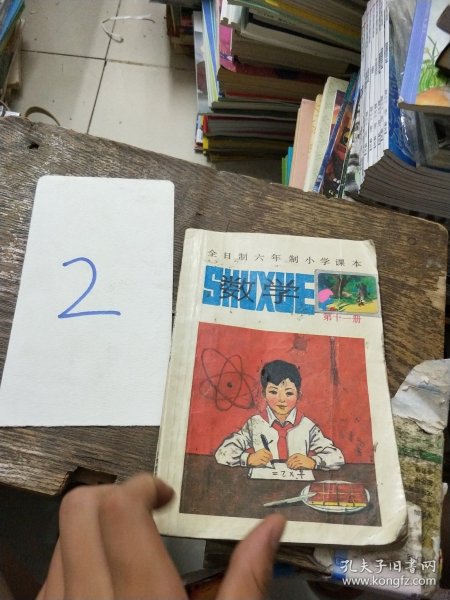 2
全日制六年制小学课本
SHUXUE
数学
第十一册
孔夫子旧书网
www.kongfz.com